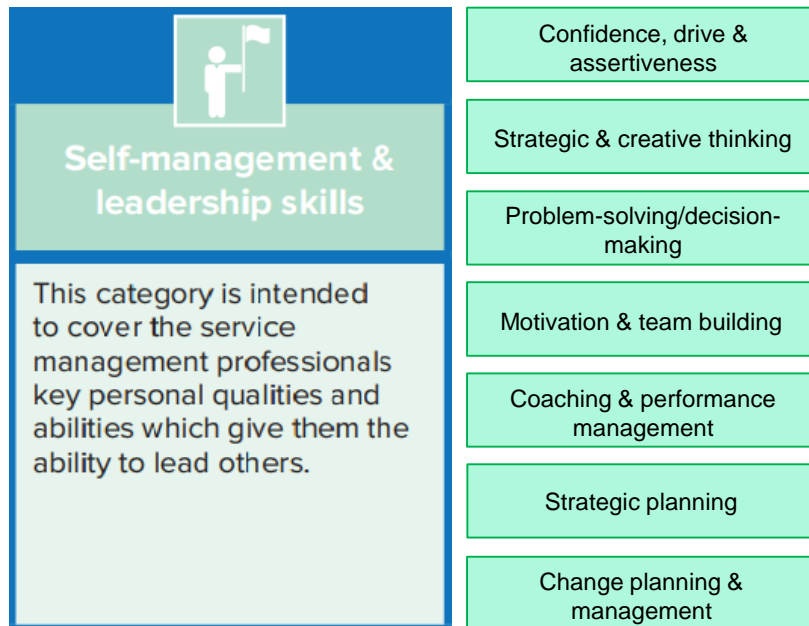 Self-management &
leadership skills
This category is intended
to cover the service
management professionals
key personal qualities and
abilities which give them the
ability to lead others.
Confidence, drive &
assertiveness
Strategic & creative thinking
Problem-solving/decision-
making
Motivation & team building
Coaching & performance
management
Strategic planning
Change planning &
management